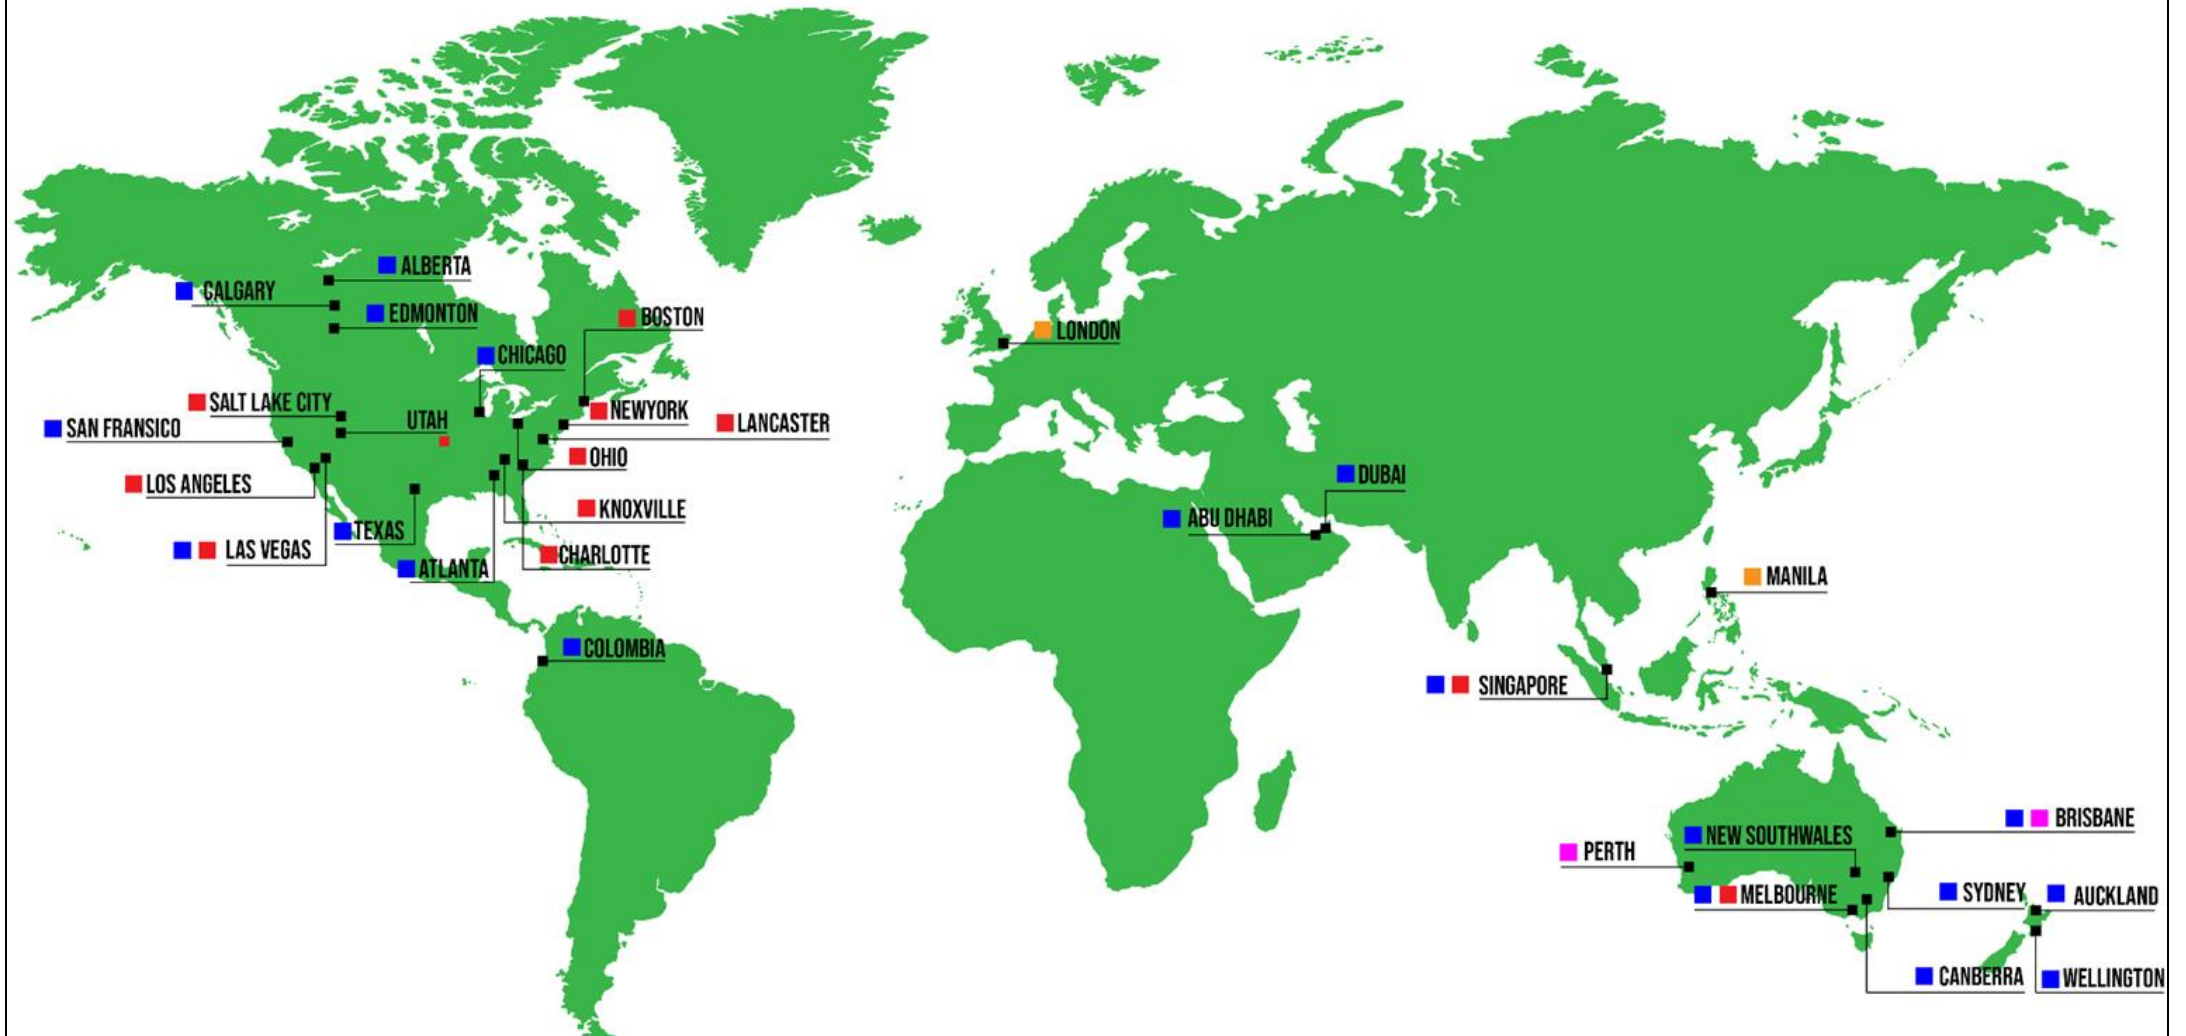 ALBERTA
CALGARY
EDMONTON
BOSTON
LONDON
CHICAGO
SALT LAKE CITY
NEWYORK
UTAH
LANCASTER
SAN FRANSICO
OHIO
DUBAI
LOS ANGELES
KNOXVILLE
ABU DHABI
TEXAS
LAS VEGAS
CHARLOTTE
ATLANTA
MANILA
COLOMBIA
SINGAPORE
BRISBANE
NEW SOUTHWALES
PERTH
MELBOURNE
SYDNEY
AUCKLAND
CANBERRA
WELLINGTON